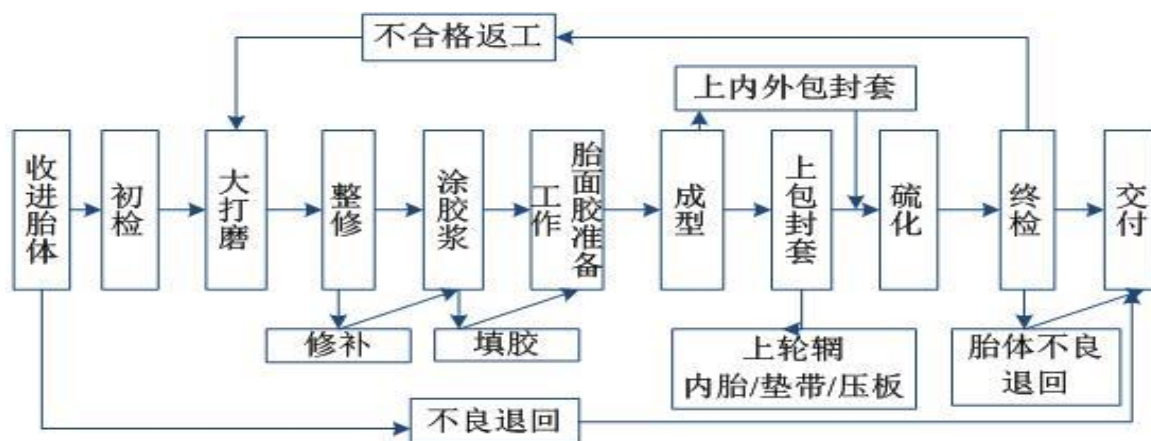 不合格返工
上内外包封套
收进胎体
初检
大打磨
整修
涂胶浆
胎面胶准备
工作
成型
上包封套
硫化
终检
交付
修补
填胶
上轮辋
内胎/垫带/压板
胎体不良
退回
不良退回